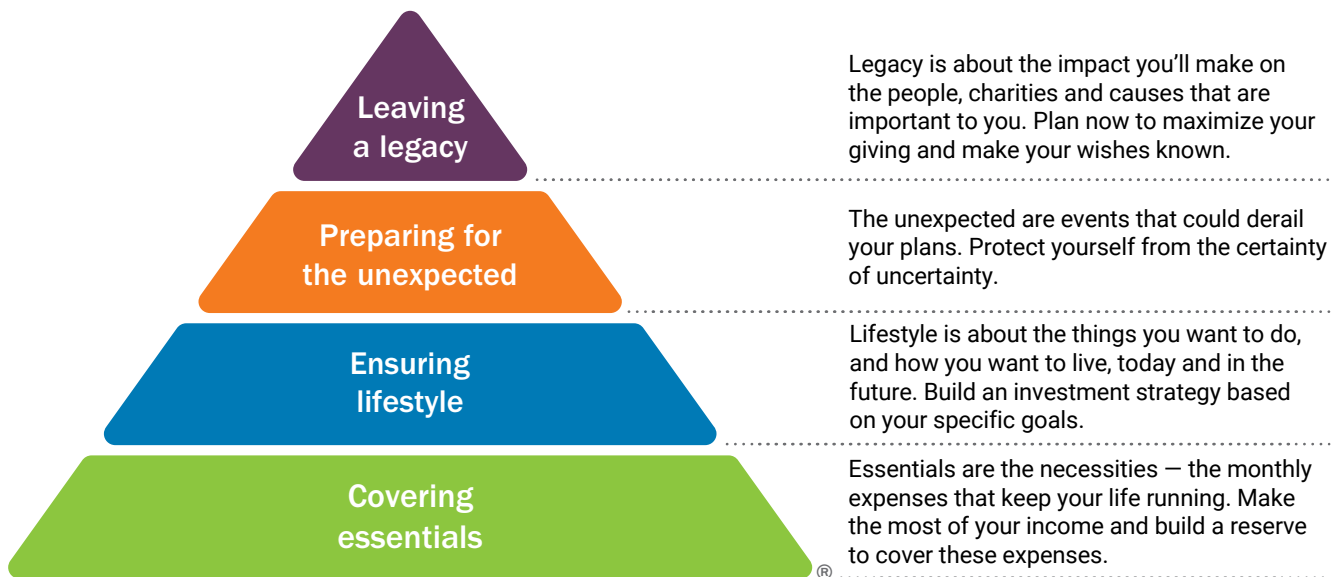 Leaving
a legacy
Legacy is about the impact you’ll make on
the people, charities and causes that are
important to you. Plan now to maximize your
giving and make your wishes known.
Preparing for
the unexpected
The unexpected are events that could derail
your plans. Protect yourself from the certainty
of uncertainty.
Ensuring
lifestyle
Lifestyle is about the things you want to do,
and how you want to live, today and in the
future. Build an investment strategy based
on your specific goals.
Covering
essentials
Essentials are the necessities — the monthly
expenses that keep your life running. Make
the most of your income and build a reserve
to cover these expenses.
®